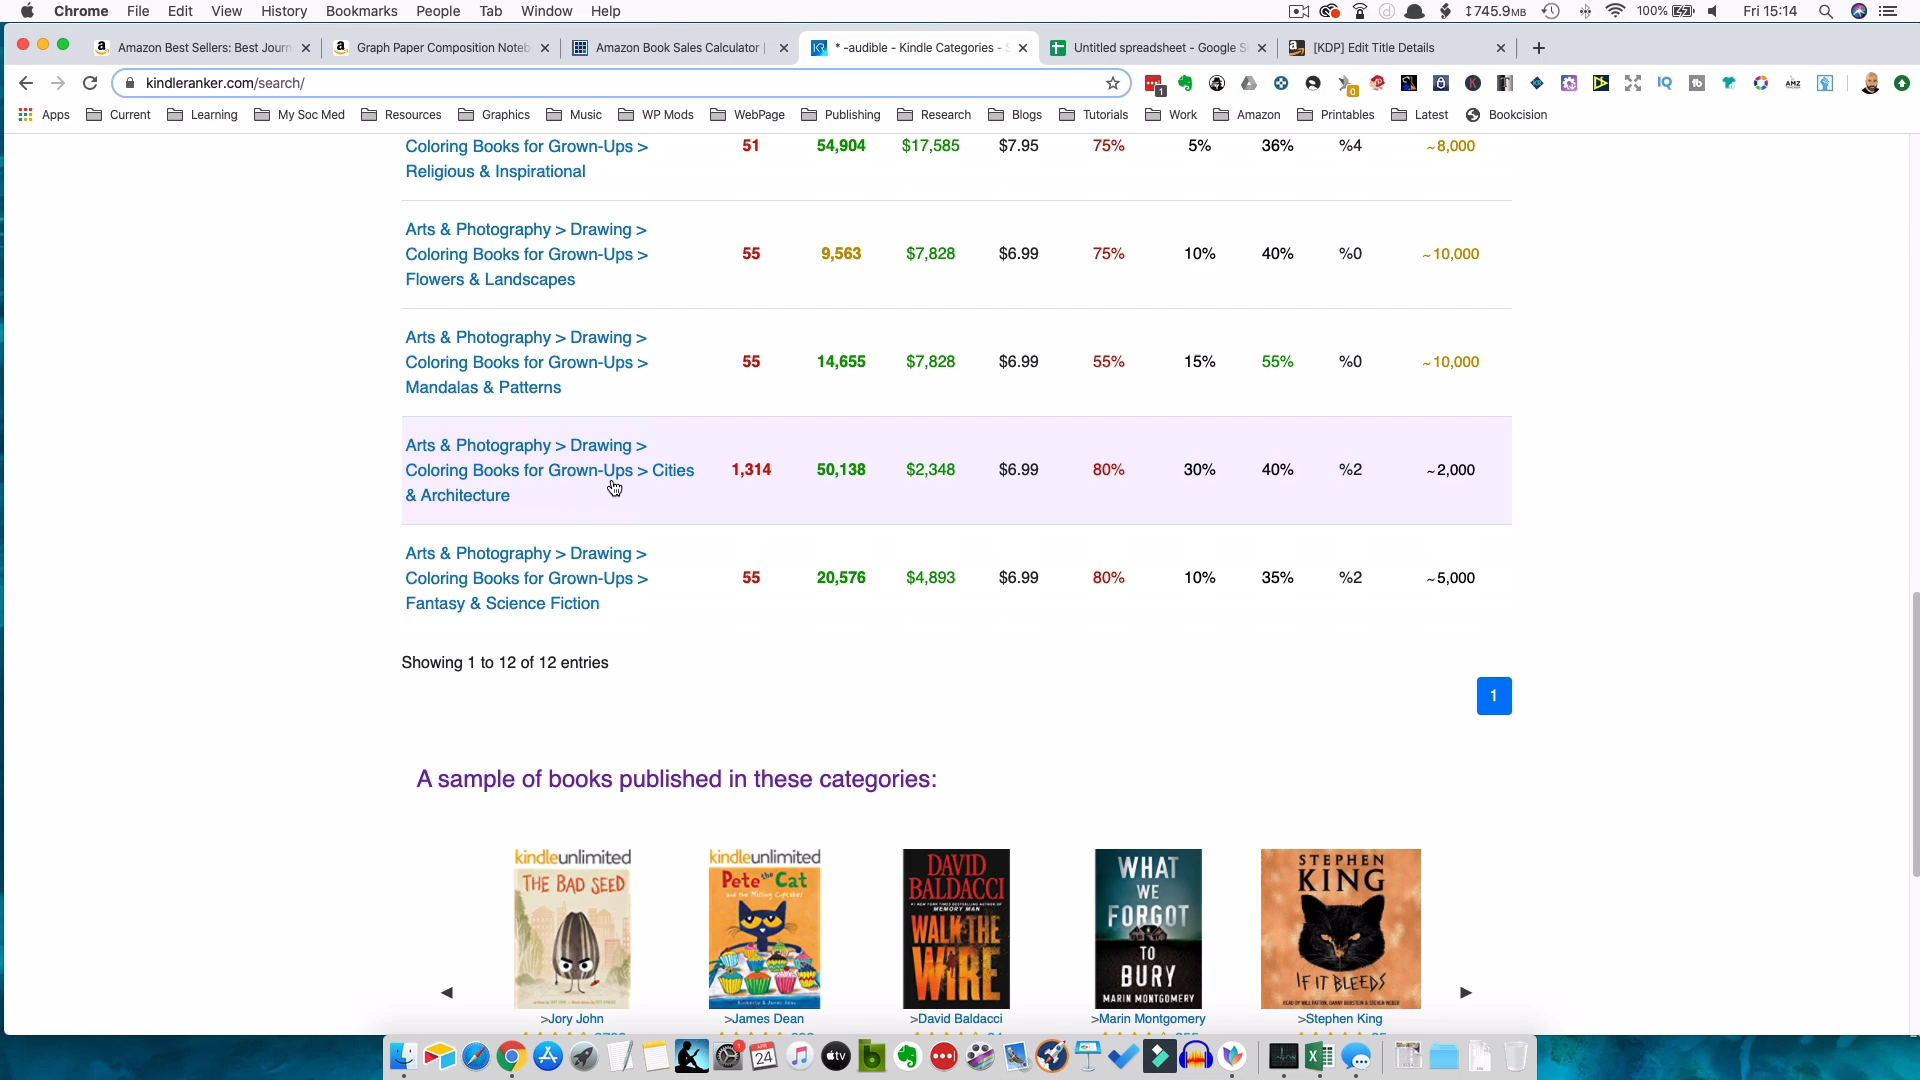 Chrome File Edit View History Bookmarks People Tab Window Help
745.9MB 100% Fri 15:14
Amazon Best Sellers: Best Journ
Graph Paper Composition Noteb
Amazon Book Sales Calculator |
* -audible - Kindle Categories -
Untitled spreadsheet - Google S
[KDP] Edit Title Details
kindleranker.com/search/
Apps Current Learning My Soc Med Resources Graphics Music WP Mods WebPage Publishing Research Blogs Tutorials Work Amazon Printables Latest Bookcision
Coloring Books for Grown-Ups > 51 54,904 $17,585 $7.95 75% 5% 36% %4 ~8,000
Religious & Inspirational
Arts & Photography > Drawing >
Coloring Books for Grown-Ups > 55 9,563 $7,828 $6.99 75% 10% 40% %0 ~10,000
Flowers & Landscapes
Arts & Photography > Drawing >
Coloring Books for Grown-Ups > 55 14,655 $7,828 $6.99 55% 15% 55% %0 ~10,000
Mandalas & Patterns
Arts & Photography > Drawing >
Coloring Books for Grown-Ups > Cities 1,314 50,138 $2,348 $6.99 80% 30% 40% %2 ~2,000
& Architecture
Arts & Photography > Drawing >
Coloring Books for Grown-Ups > 55 20,576 $4,893 $6.99 80% 10% 35% %2 ~5,000
Fantasy & Science Fiction
Showing 1 to 12 of 12 entries
1
A sample of books published in these categories:
kindleunlimited
THE BAD SEED
kindleunlimited
Pete the Cat
and the Missing Cupcakes
Kimberly & James Dean
DAVID
BALDACCI
MEMORY MAN
WALK THE
WIRE
WHAT
WE
FORGOT
TO
BURY
MARIN MONTGOMERY
STEPHEN
KING
IF IT BLEEDS
>Jory John
>James Dean
>David Baldacci
>Marin Montgomery
>Stephen King
APR
24
tv